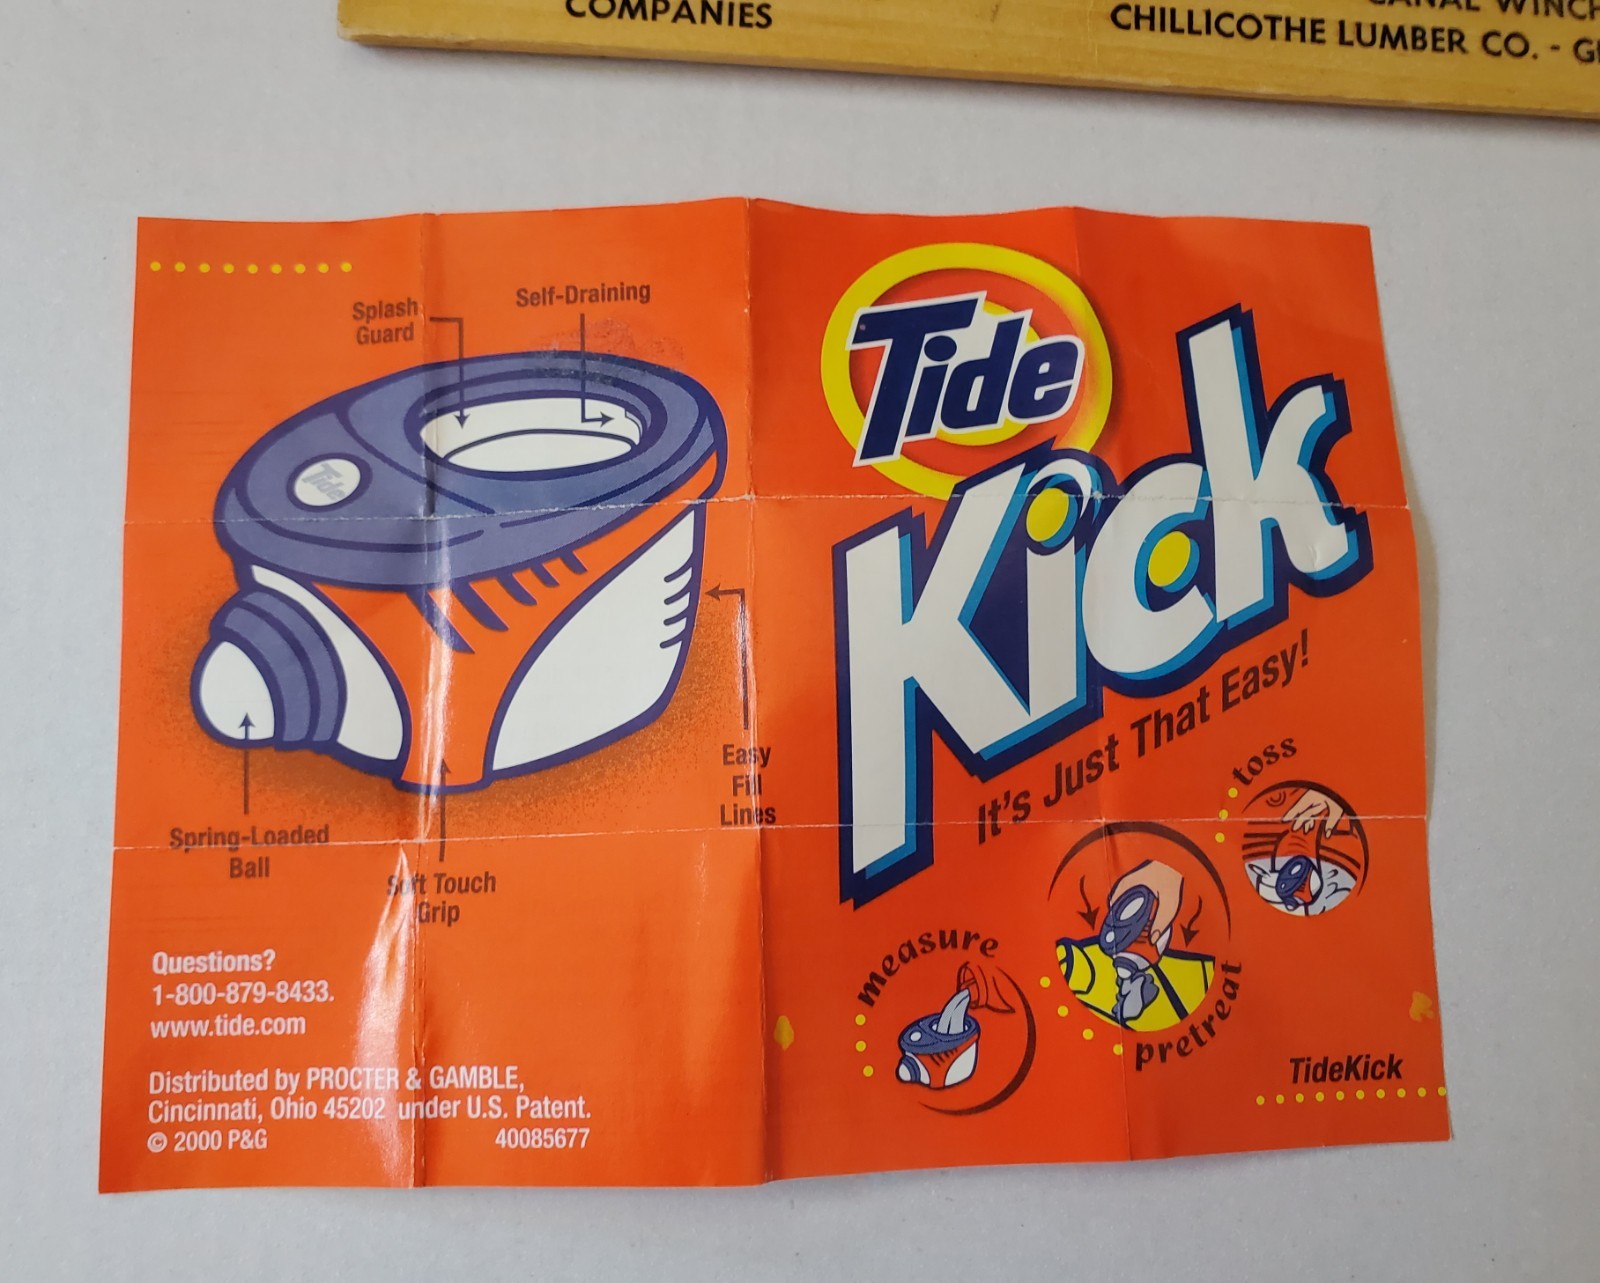 COMPANIES
CANAL WINCH
CHILLICOTHE LUMBER CO. - G
Splash
Guard
Self-Draining
Tide
Easy
Fill
Lines
Spring-Loaded
Ball
Soft Touch
Grip
Questions?
1-800-879-8433.
www.tide.com
Distributed by PROCTER & GAMBLE,
Cincinnati, Ohio 45202 under U.S. Patent.
© 2000 P&G 40085677
Tide
Kick
It's Just That Easy!
measure
pretreat
toss
TideKick